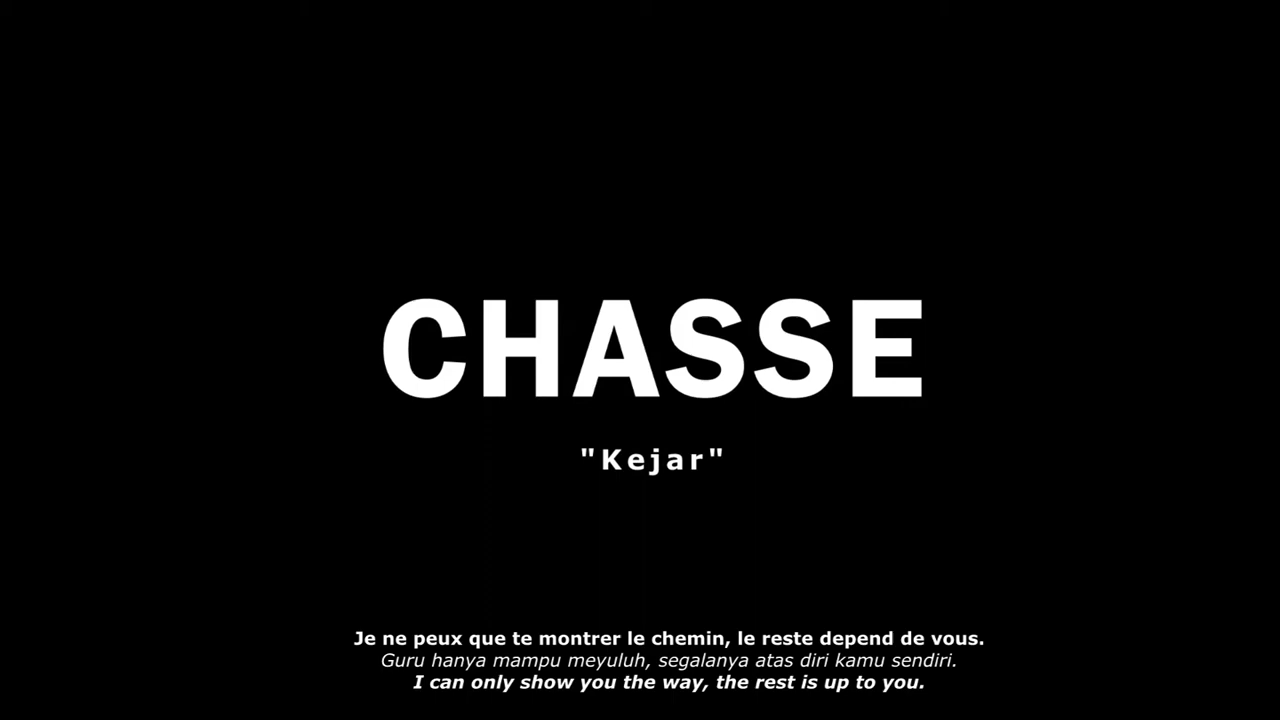 CHASSE
"Kejar"
Je ne peux que te montrer le chemin, le reste depend de vous.
Guru hanya mampu meyuluh, segalanya atas diri kamu sendiri.
I can only show you the way, the rest is up to you.